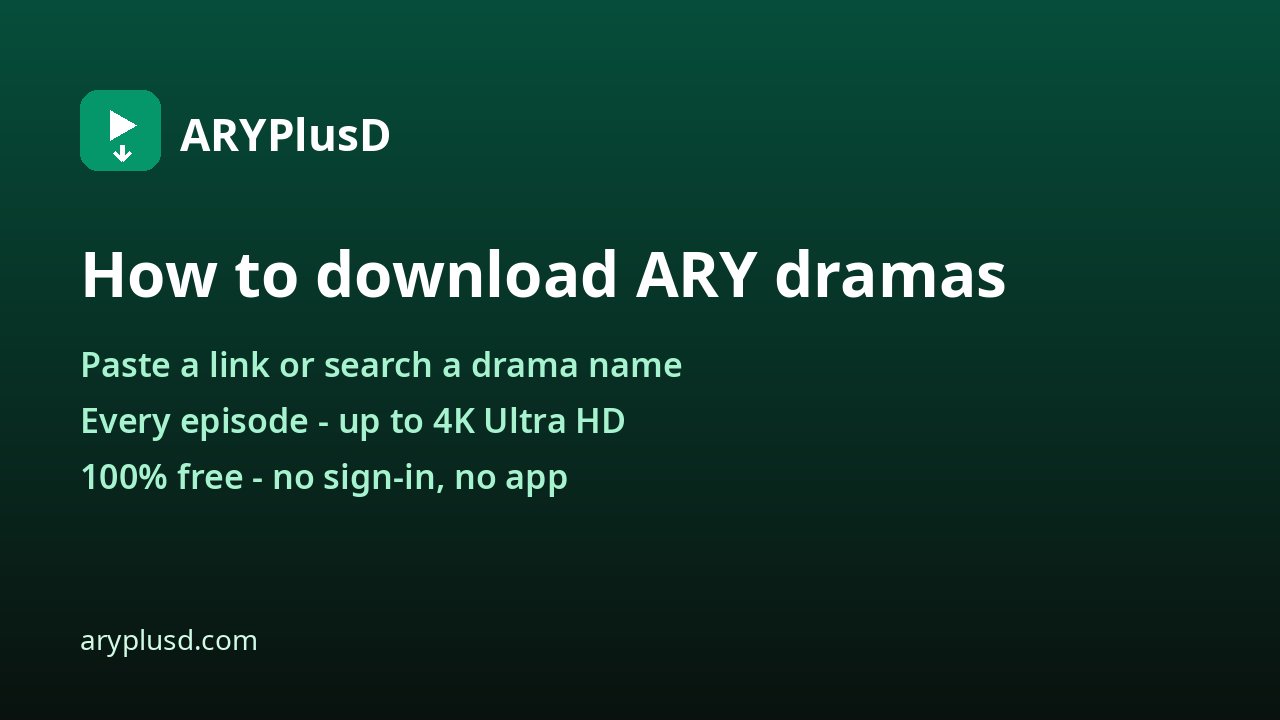 ARYPlusD
How to download ARY dramas
Paste a link or search a drama name
Every episode - up to 4K Ultra HD
100% free - no sign-in, no app
aryplusd.com